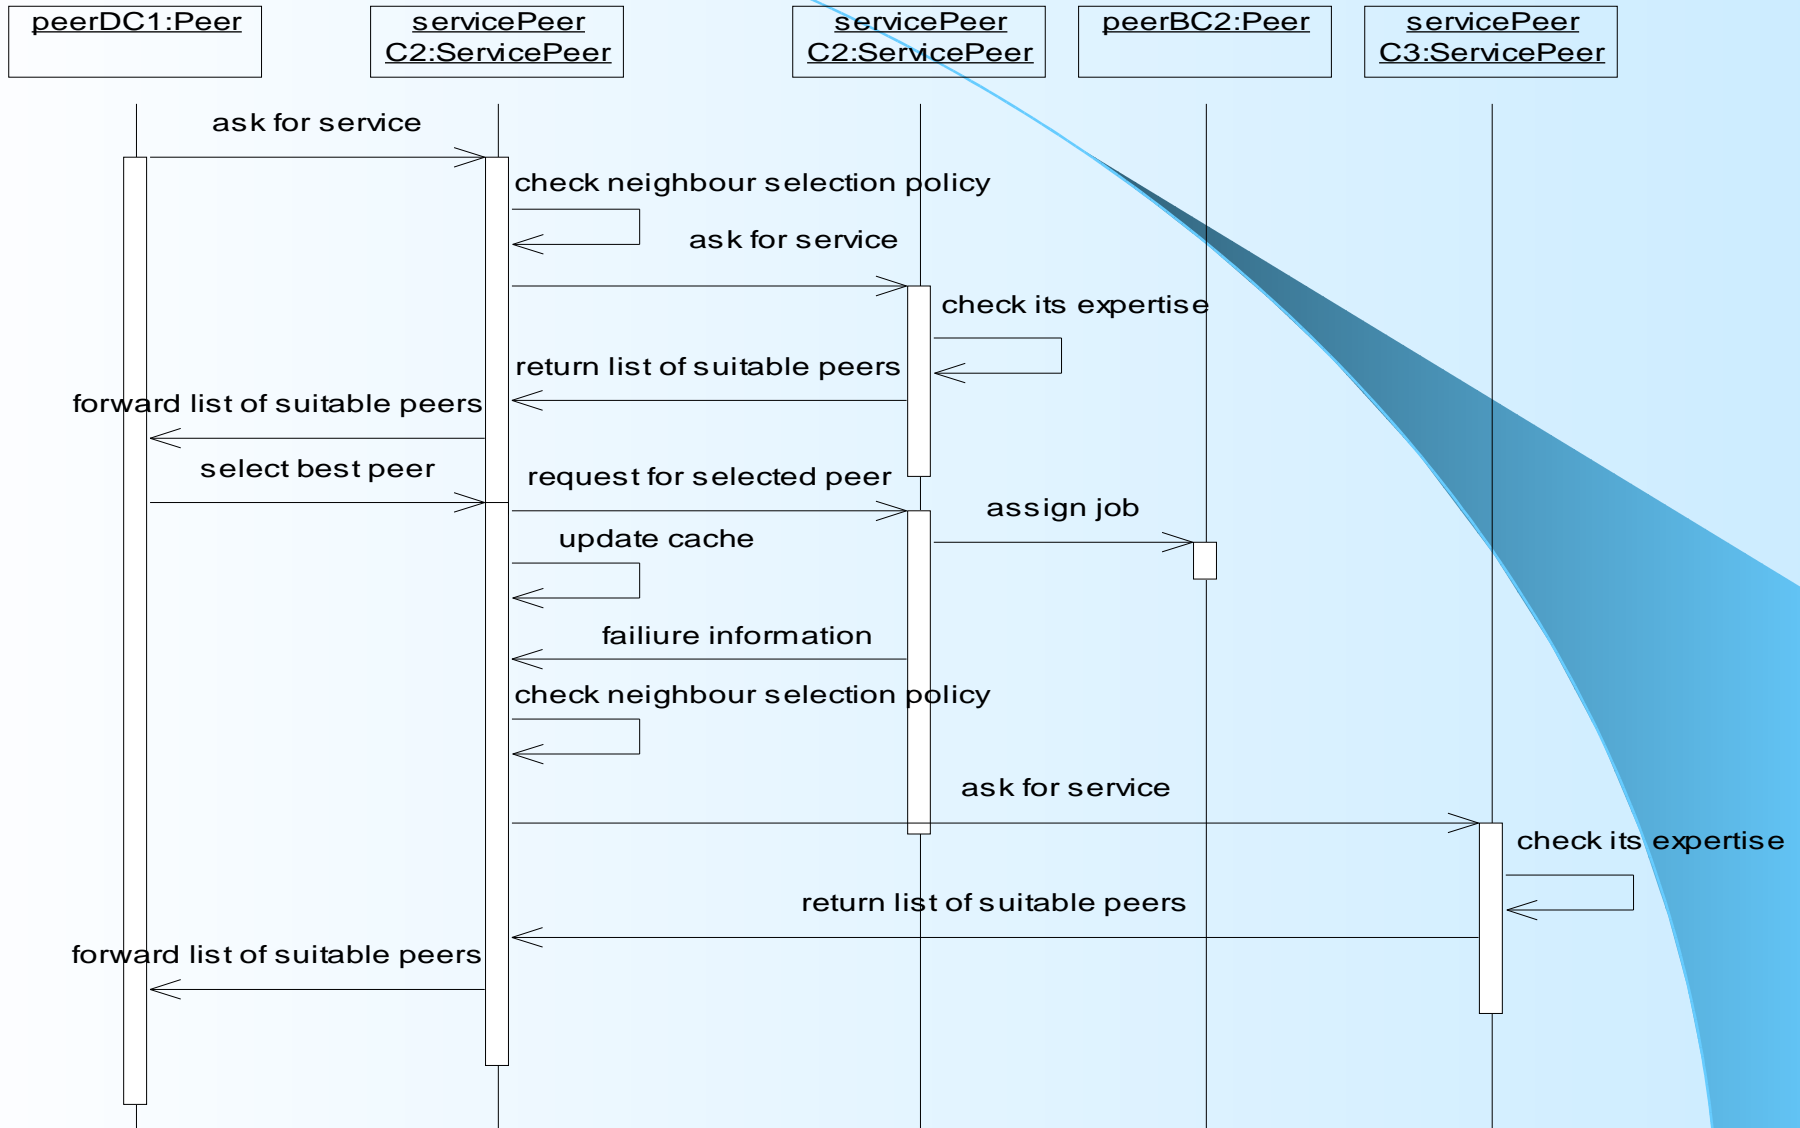 peerDC1:Peer
servicePeer
C2:ServicePeer
servicePeer
C2:ServicePeer
peerBC2:Peer
servicePeer
C3:ServicePeer
ask for service
check neighbour selection policy
ask for service
check its expertise
return list of suitable peers
forward list of suitable peers
select best peer
request for selected peer
assign job
update cache
failiure information
check neighbour selection policy
ask for service
check its expertise
return list of suitable peers
forward list of suitable peers